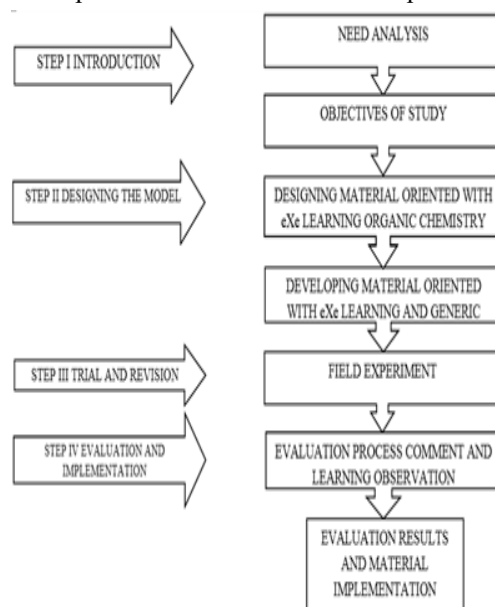 NEED ANALYSIS
STEP I INTRODUCTION
OBJECTIVES OF STUDY
STEP II DESIGNING THE MODEL
DESIGNING MATERIAL ORIENTED WITH
eXe LEARNING ORGANIC CHEMISTRY
DEVELOPING MATERIAL ORIENTED
WITH eXe LEARNING AND GENERIC
STEP III TRIAL AND REVISION
FIELD EXPERIMENT
STEP IV EVALUATION AND
IMPLEMENTATION
EVALUATION PROCESS COMMENT AND
LEARNING OBSERVATION
EVALUATION RESULTS
AND MATERIAL
IMPLEMENTATION